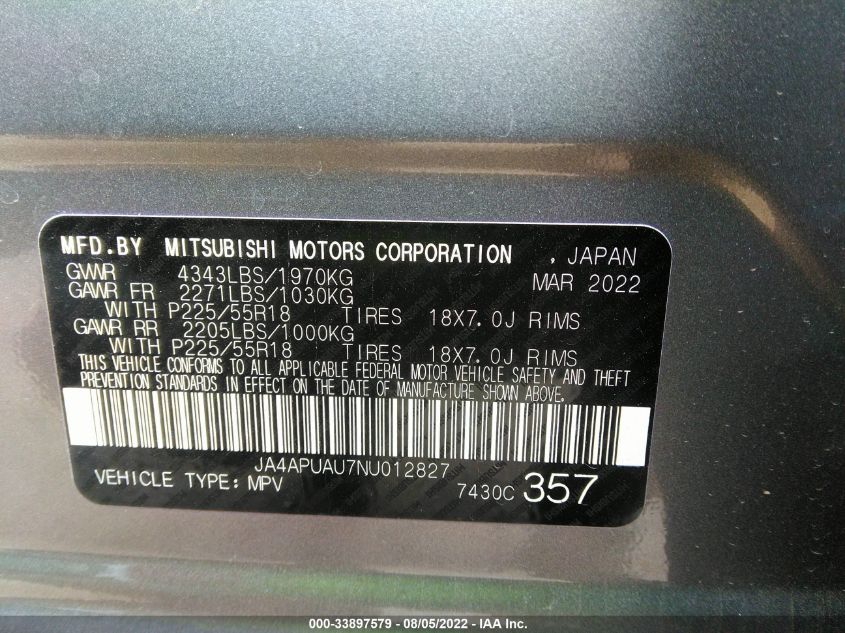 MFD.BY MITSUBISHI MOTORS CORPORATION , JAPAN
GVWR 4343LBS/1970KG MAR 2022
GAWR FR 2271LBS/1030KG
WITH P225/55R18 TIRES 18X7.0J RIMS
GAWR RR 2205LBS/1000KG
WITH P225/55R18 TIRES 18X7.0J RIMS
THIS VEHICLE CONFORMS TO ALL APPLICABLE FEDERAL MOTOR VEHICLE SAFETY AND THEFT
PREVENTION STANDARDS IN EFFECT ON THE DATE OF MANUFACTURE SHOWN ABOVE.
JA4APUAU7NU012827
VEHICLE TYPE: MPV 7430C 357
000-33897579 - 08/05/2022 - IAA Inc.